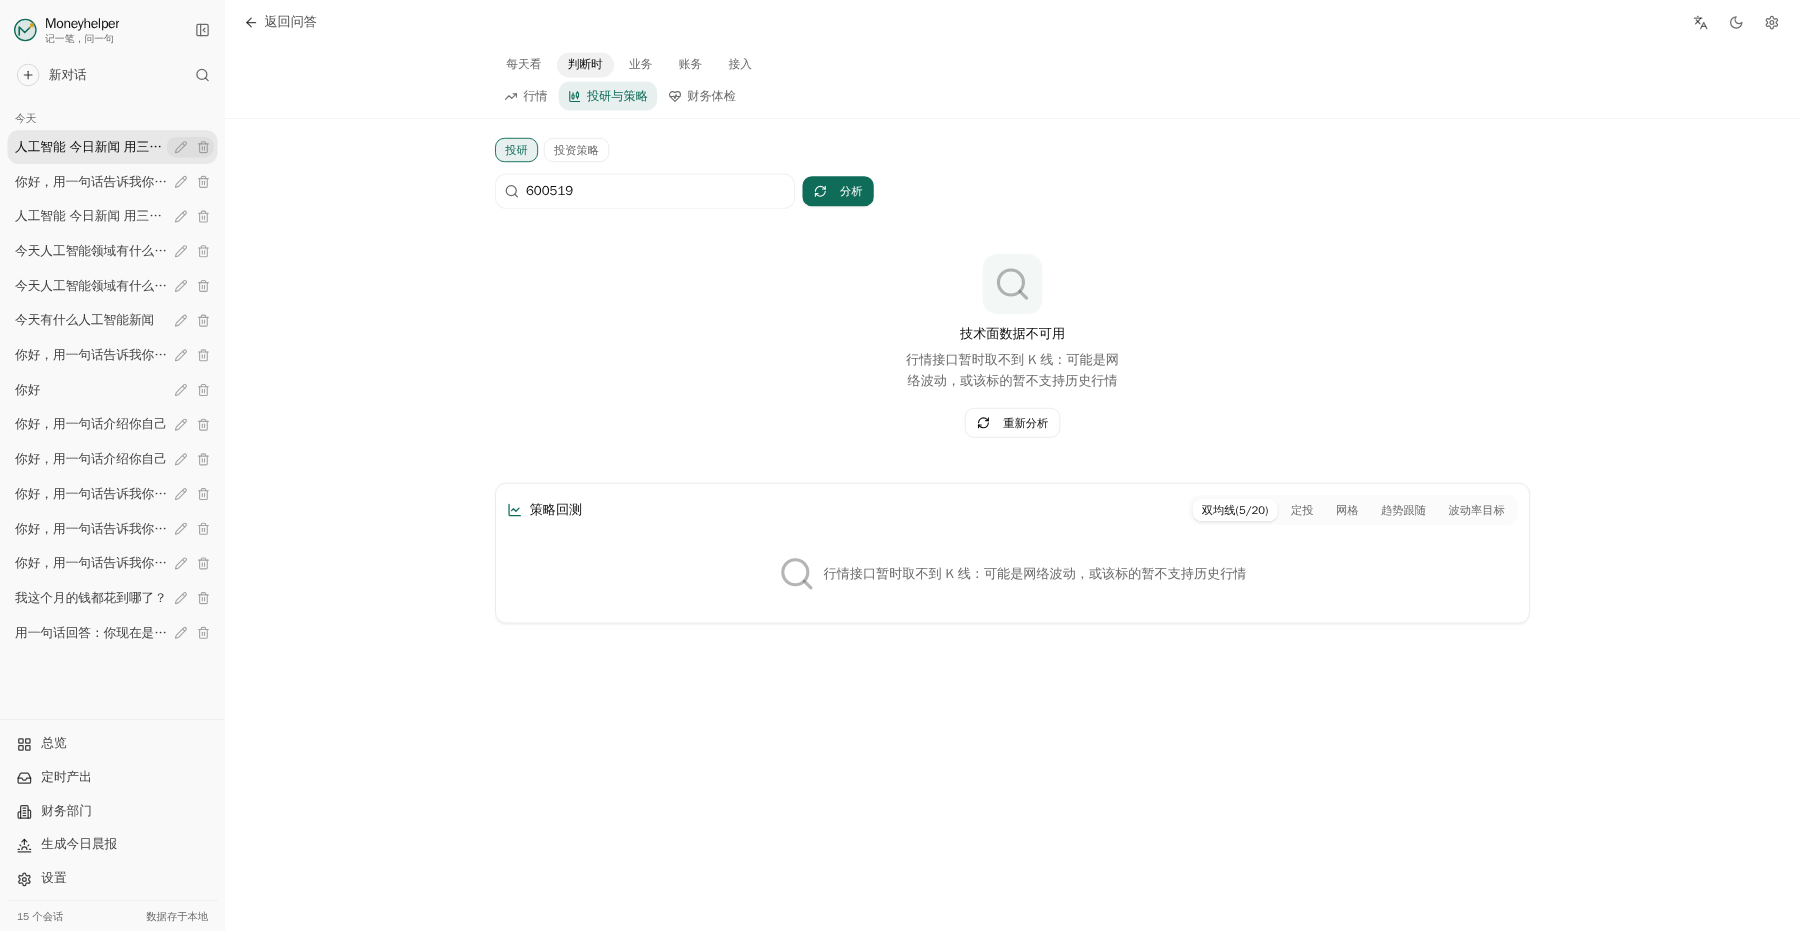 Moneyhelper
记一笔，问一句
新对话
今天
人工智能 今日新闻 用三…
你好，用一句话告诉我你…
人工智能 今日新闻 用三…
今天人工智能领域有什么…
今天人工智能领域有什么…
今天有什么人工智能新闻
你好，用一句话告诉我你…
你好
你好，用一句话介绍你自己
你好，用一句话介绍你自己
你好，用一句话告诉我你…
你好，用一句话告诉我你…
你好，用一句话告诉我你…
我这个月的钱都花到哪了？
用一句话回答：你现在是…
总览
定时产出
财务部门
生成今日晨报
设置
15 个会话 数据存于本地
返回问答
每天看 判断时 业务 账务 接入
行情 投研与策略 财务体检
投研 投资策略
600519 分析
技术面数据不可用
行情接口暂时取不到 K 线：可能是网
络波动，或该标的暂不支持历史行情
重新分析
策略回测 双均线(5/20) 定投 网格 趋势跟随 波动率目标
行情接口暂时取不到 K 线：可能是网络波动，或该标的暂不支持历史行情